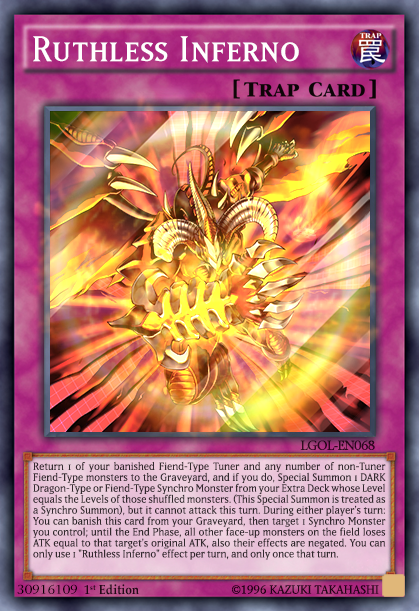 Ruthless Inferno
TRAP
罠
[Trap Card]
LGOL-EN068
Return 1 of your banished Fiend-Type Tuner and any number of non-Tuner
Fiend-Type monsters to the Graveyard, and if you do, Special Summon 1 DARK
Dragon-Type or Fiend-Type Synchro Monster from your Extra Deck whose Level
equals the Levels of those shuffled monsters. (This Special Summon is treated as
a Synchro Summon), but it cannot attack this turn. During either player's turn:
You can banish this card from your Graveyard, then target 1 Synchro Monster
you control; until the End Phase, all other face-up monsters on the field loses
ATK equal to that target's original ATK, also their effects are negated. You can
only use 1 "Ruthless Inferno" effect per turn, and only once that turn.
30916109 1st Edition ©1996 KAZUKI TAKAHASHI